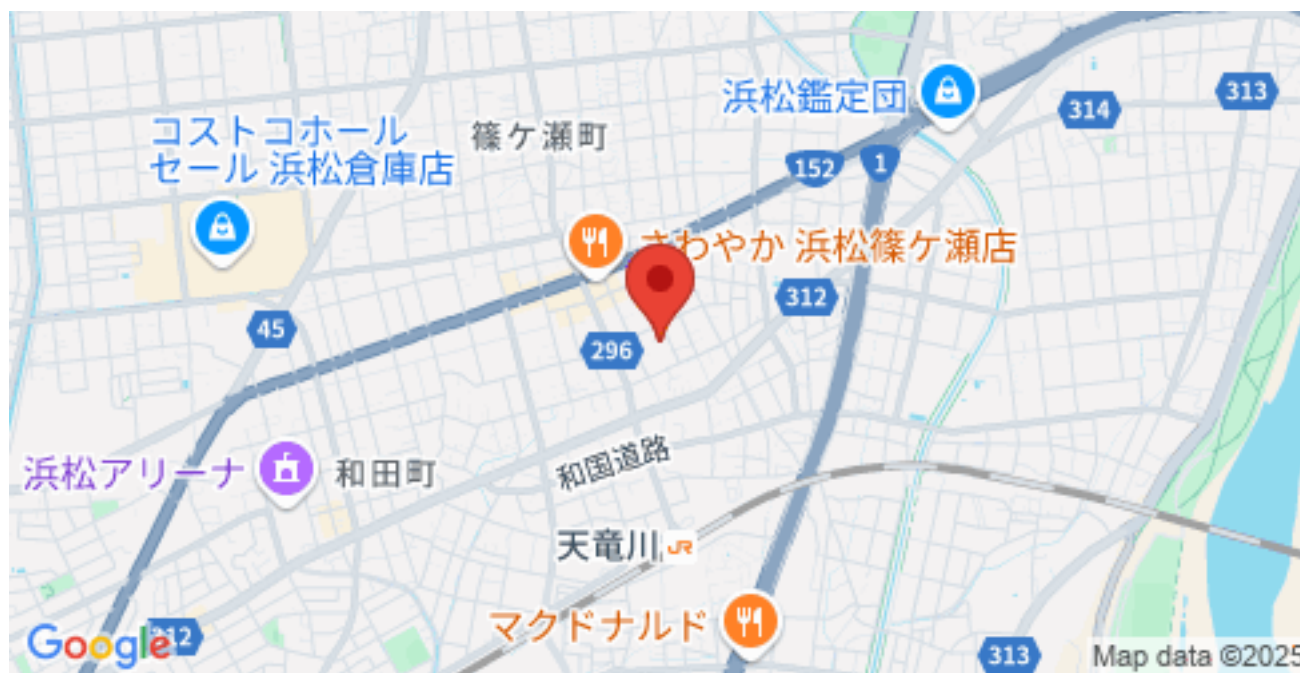 浜松鑑定団
313
314
コストコホール
セール 浜松倉庫店
篠ケ瀬町
152
1
さわやか 浜松篠ケ瀬店
312
45
296
浜松アリーナ
和田町
和国道路
天竜川
JR
マクドナルド
Google
312
313
Map data ©2025